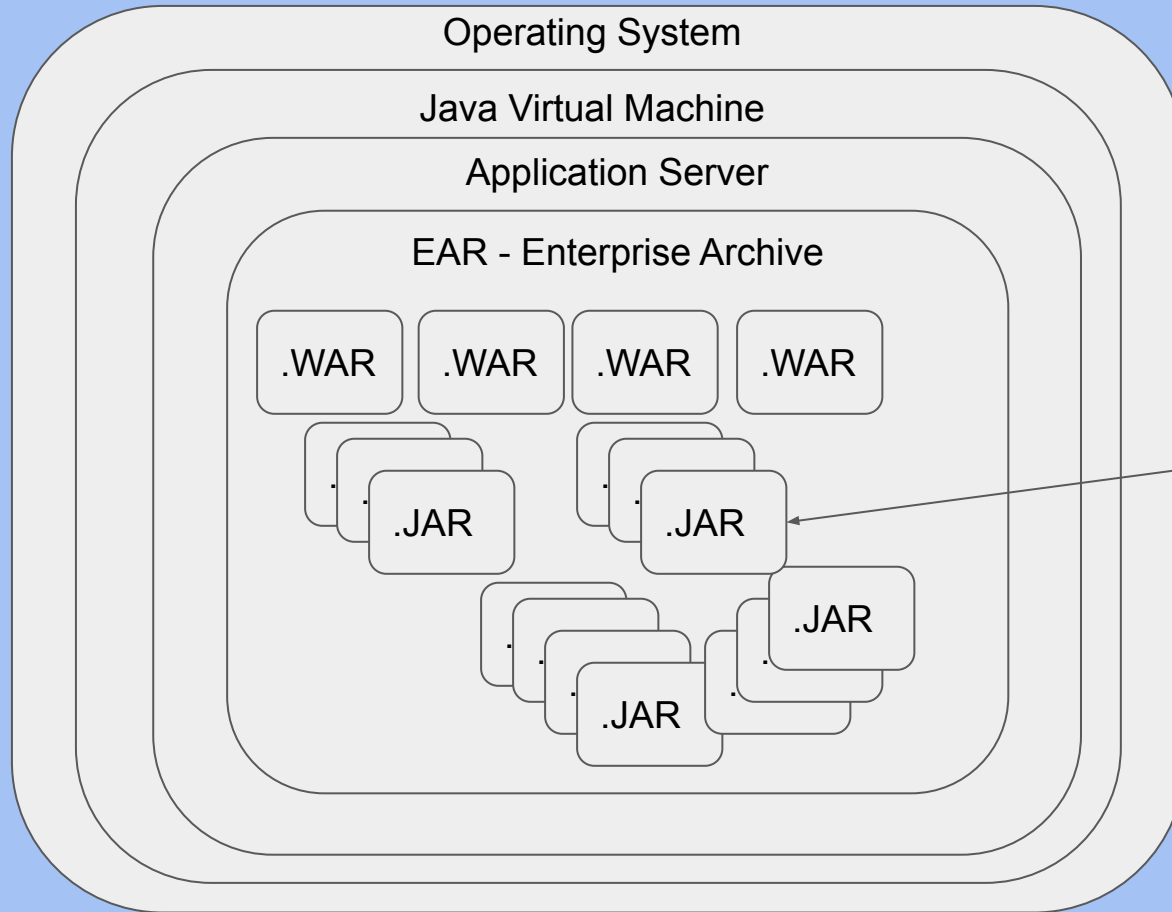 Operating System
Java Virtual Machine
Application Server
EAR - Enterprise Archive
.WAR
.WAR
.WAR
.WAR
.JAR
.JAR
.JAR
.JAR